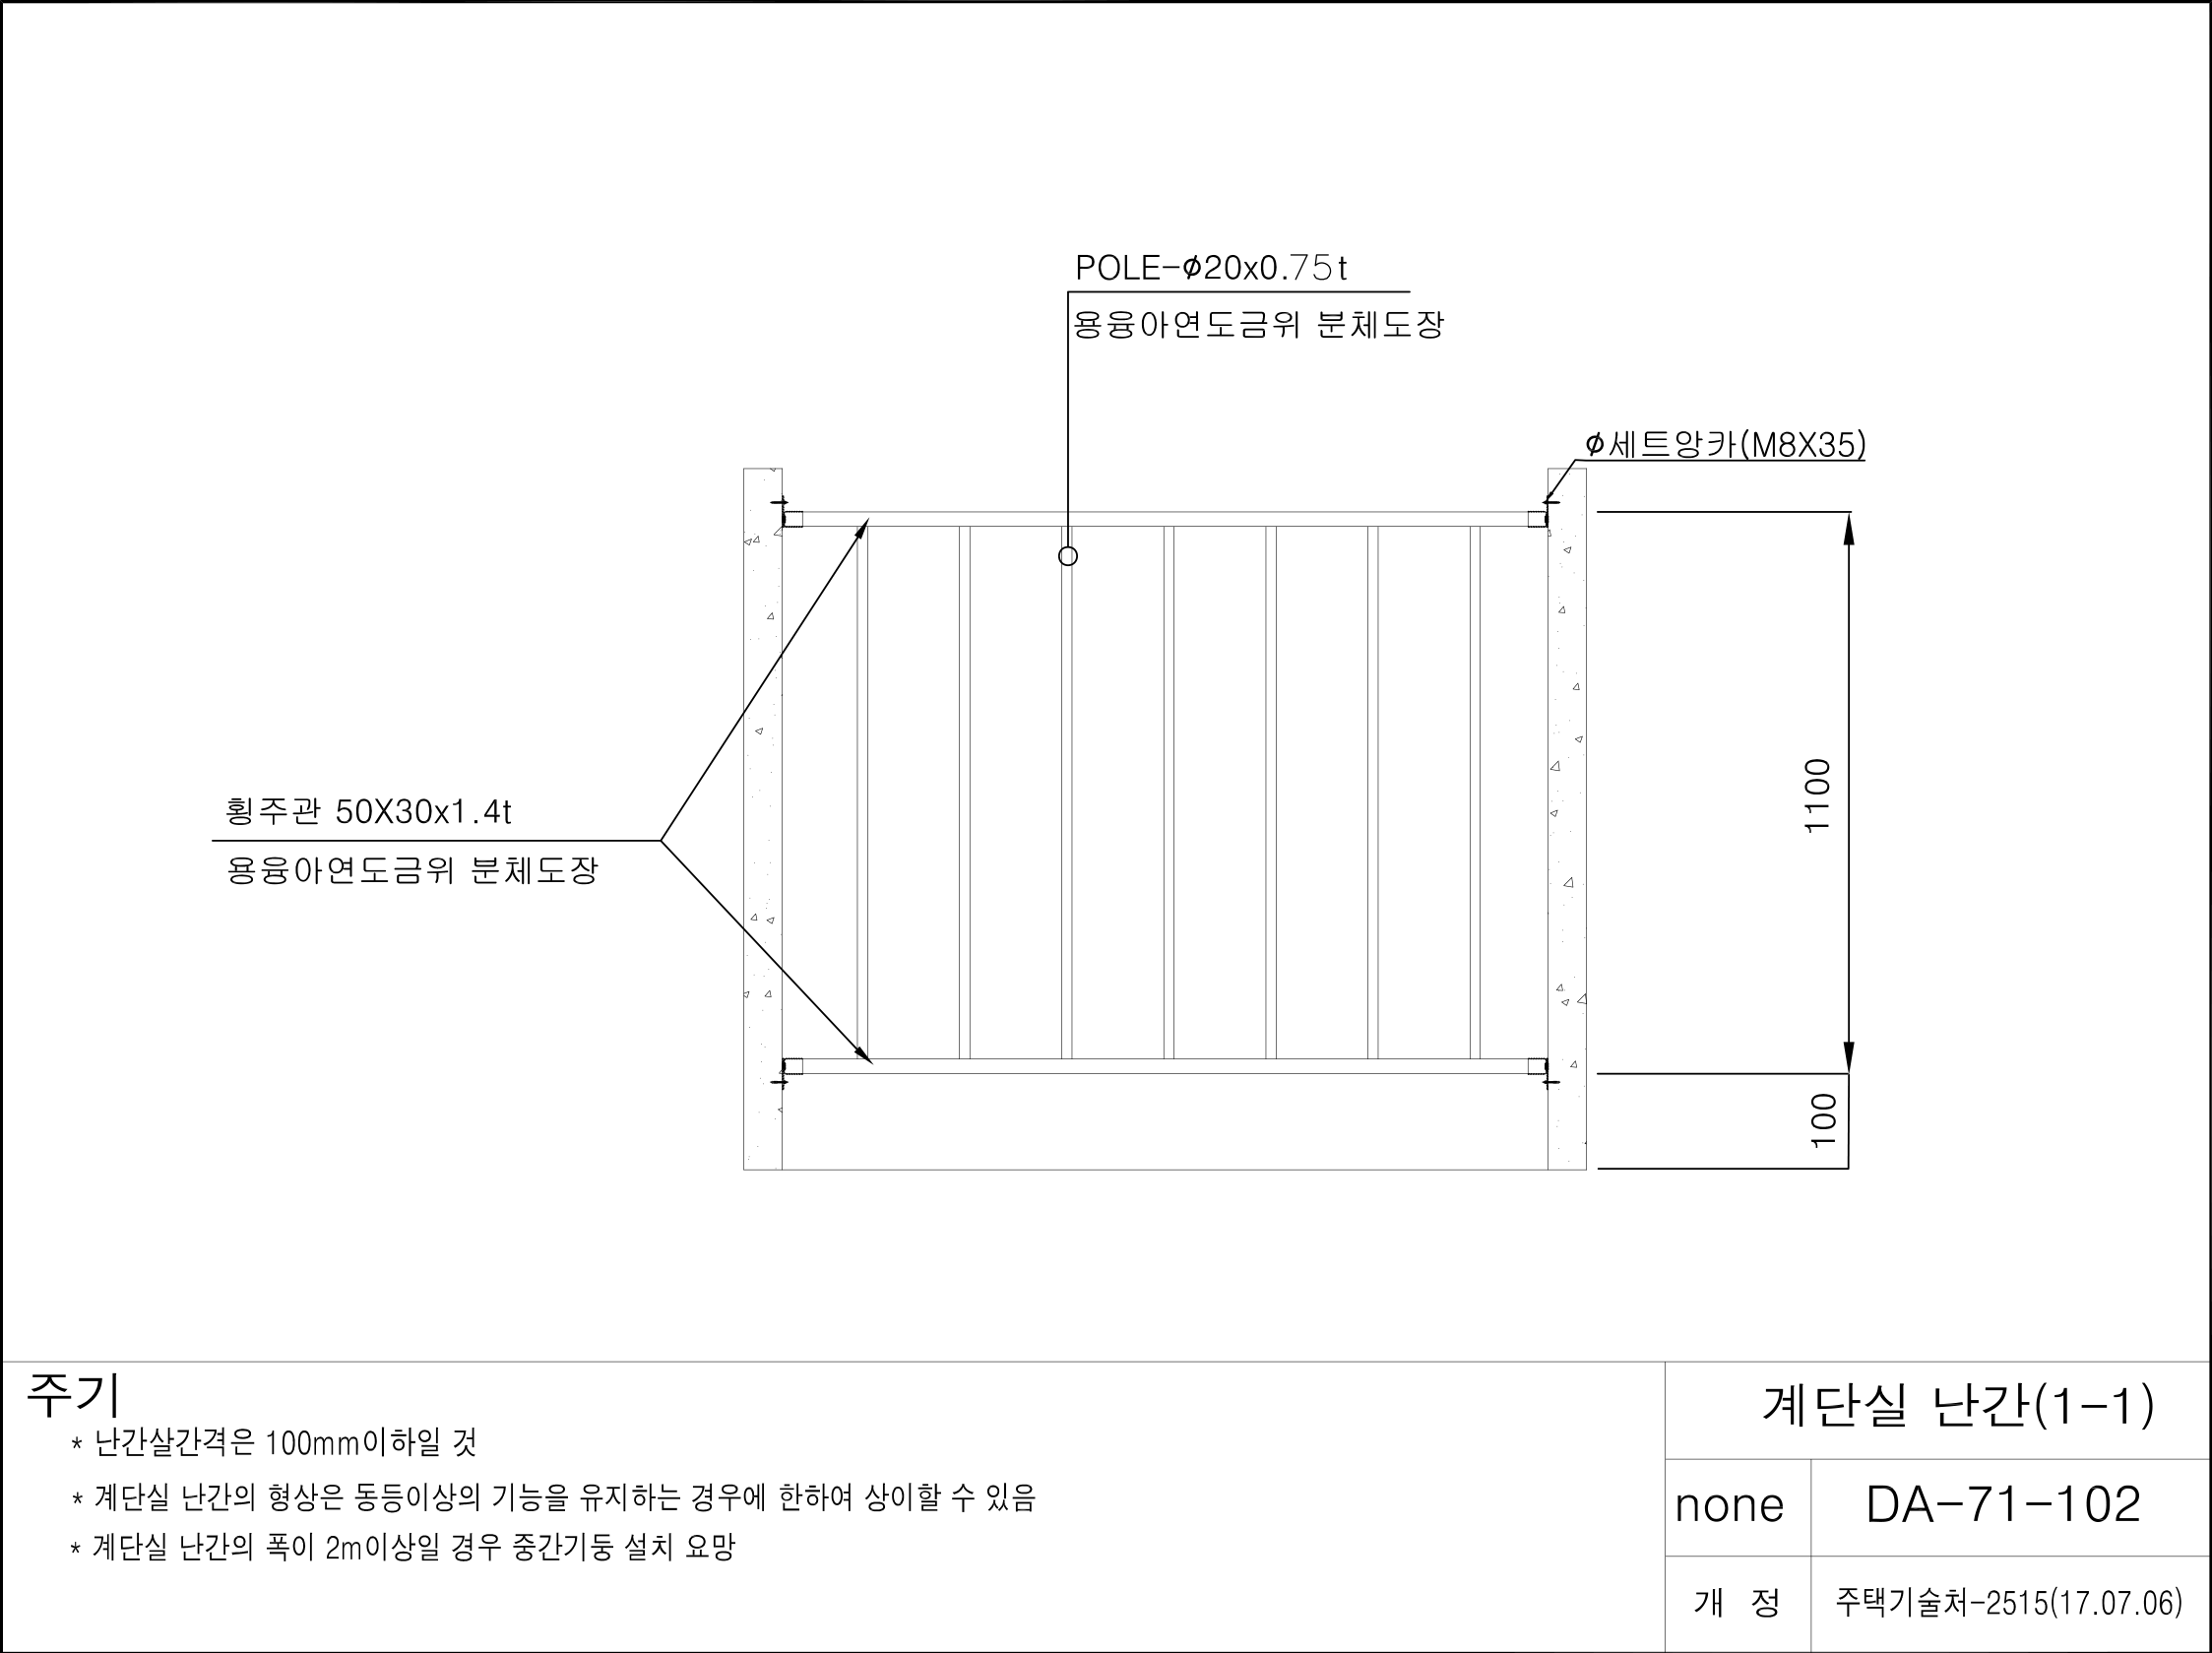 POLE-ø20x0.75t
용융아연도금위 분체도장
ø세트앙카(M8X35)
횡주관 50X30x1.4t
용융아연도금위 분체도장
1100
100
주기
* 난간살간격은 100mm이하일 것
* 계단실 난간의 형상은 동등이상의 기능을 유지하는 경우에 한하여 상이할 수 있음
* 계단실 난간의 폭이 2m이상일 경우 중간기둥 설치 요망
계단실 난간(1-1)
none DA-71-102
개 정 주택기술처-2515(17.07.06)